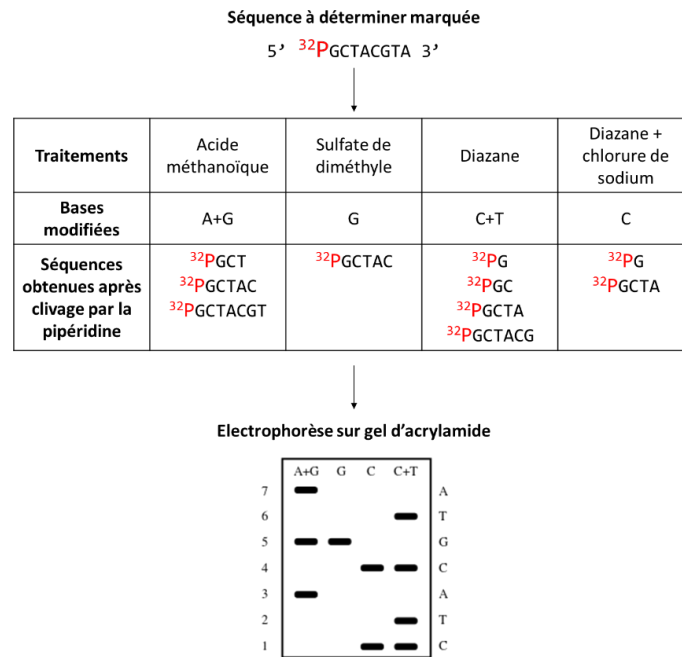 Séquence à déterminer marquée
5’ 32PGCTACGTA 3’
Traitements
Acide
méthanoïque
Sulfate de
diméthyle
Diazane
Diazane +
chlorure de
sodium
Bases
modifiées
A+G
G
C+T
C
Séquences
obtenues après
clivage par la
pipéridine
32PGCT
32PGCTAC
32PGCTACGT
32PGCTAC
32PG
32PGC
32PGCTA
32PGCTACG
32PG
32PGCTA
Electrophorèse sur gel d’acrylamide
A+G G C C+T
7 A
6 T
5 G
4 C
3 A
2 T
1 C